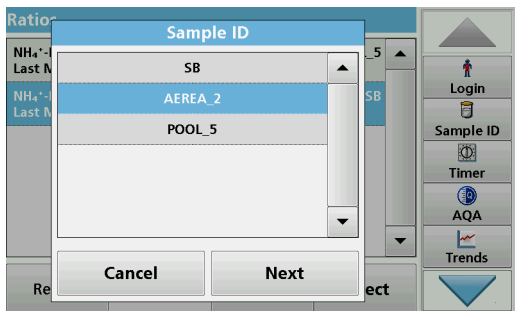 Ratios
Sample ID
NH₄⁺-
Last
_5
SB
NH₄⁺-
Last
SB
AEREA_2
POOL_5
Cancel
Next
Re
ect
Login
Sample ID
Timer
AQA
Trends